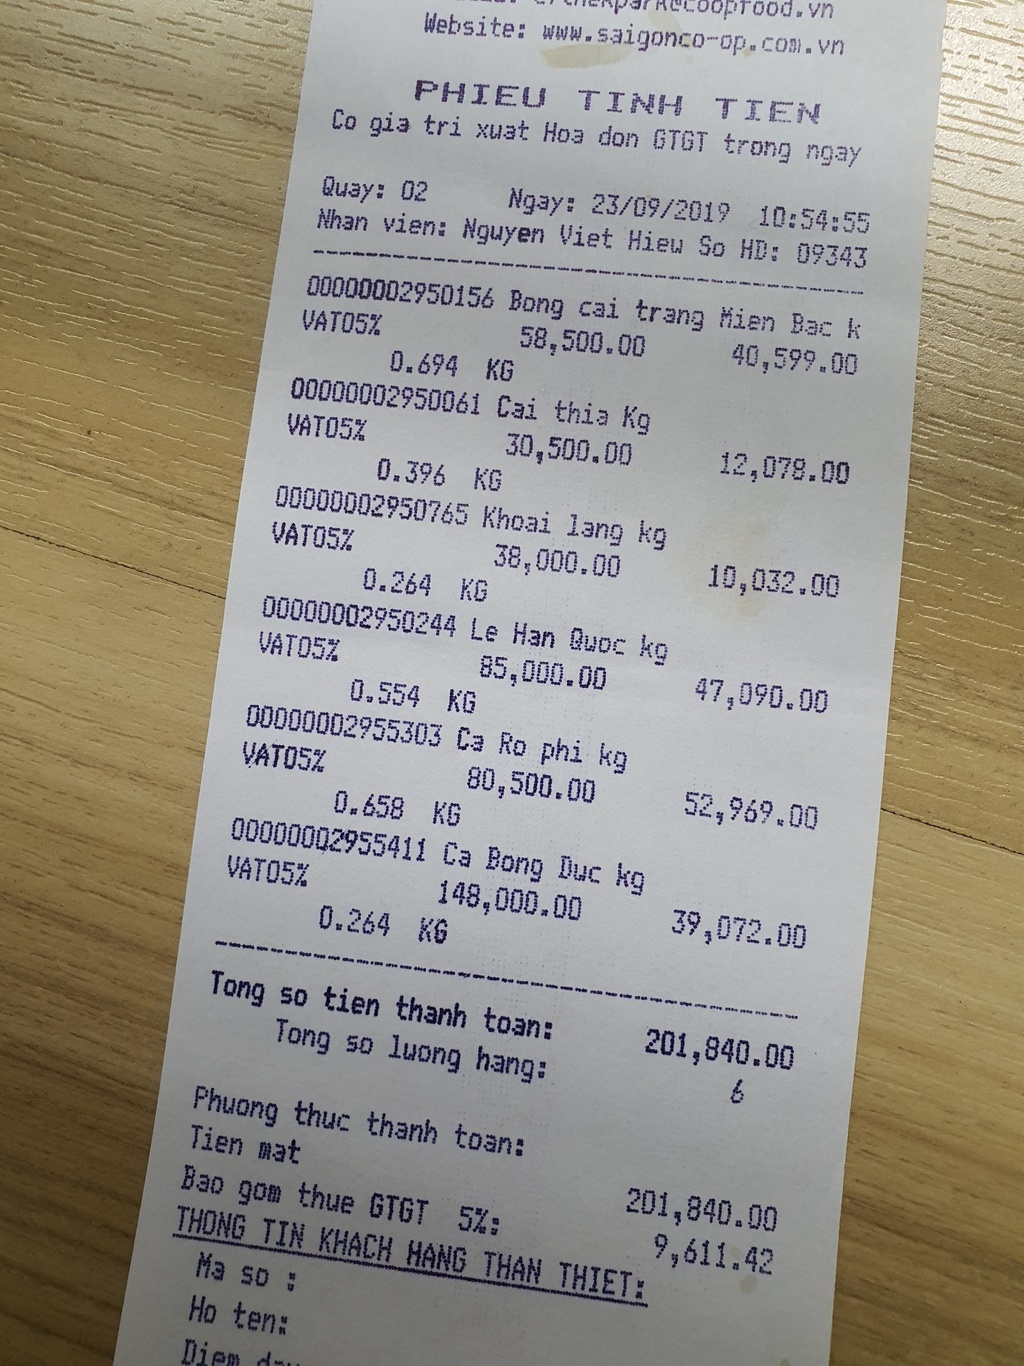 Website: www.saigonco-op.com.vn
PHIEU TINH TIEN
Co gia tri xuat Hoa don GTGT trong ngay
Quay: 02 Ngay: 23/09/2019 10:54:55
Nhan vien: Nguyen Viet Hieu So HD: 09343
00000002950156 Bong cai trang Mien Bac k
VAT05% 58,500.00 40,599.00
0.694 KG
00000002950061 Cai thia Kg
VAT05% 30,500.00 12,078.00
0.396 KG
00000002950765 Khoai lang kg
VAT05% 38,000.00 10,032.00
0.264 KG
00000002950244 Le Han Quoc kg
VAT05% 85,000.00 47,090.00
0.554 KG
00000002955303 Ca Ro phi kg
VAT05% 80,500.00 52,969.00
0.658 KG
00000002955411 Ca Bong Duc kg
VAT05% 148,000.00 39,072.00
0.264 KG
Tong so tien thanh toan: 201,840.00
Tong so luong hang: 6
Phuong thuc thanh toan:
Tien mat 201,840.00
Bao gom thue GTGT 5%: 9,611.42
THONG TIN KHACH HANG THAN THIET:
Ma so :
Ho ten:
Diem